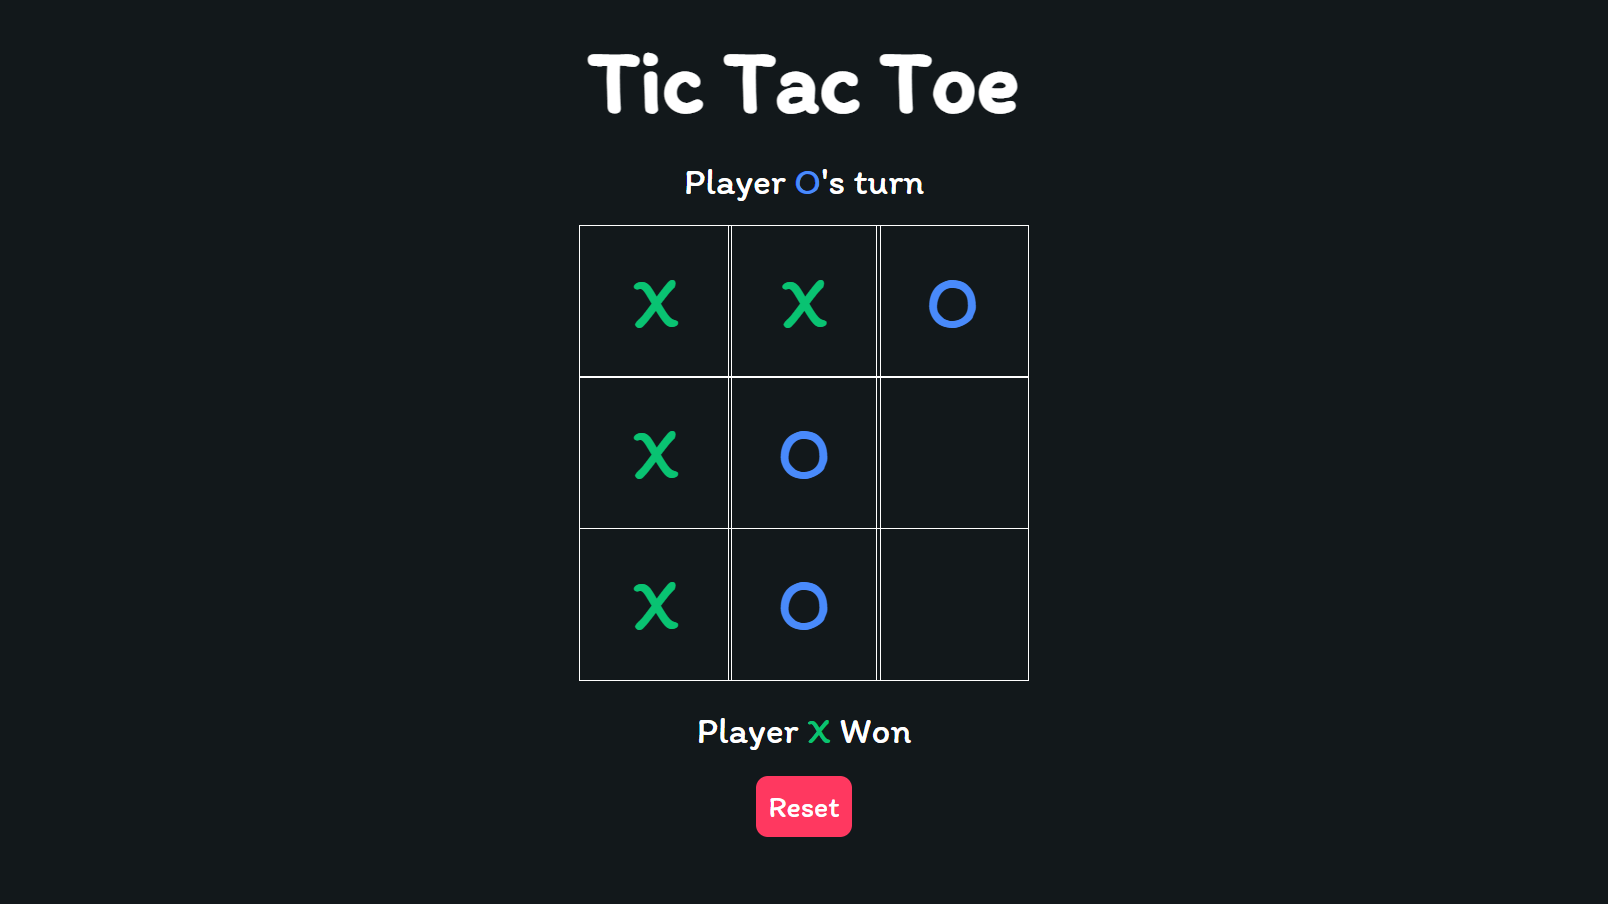 Tic Tac Toe
Player O's turn
X X O
X O
X O
Player X Won
Reset